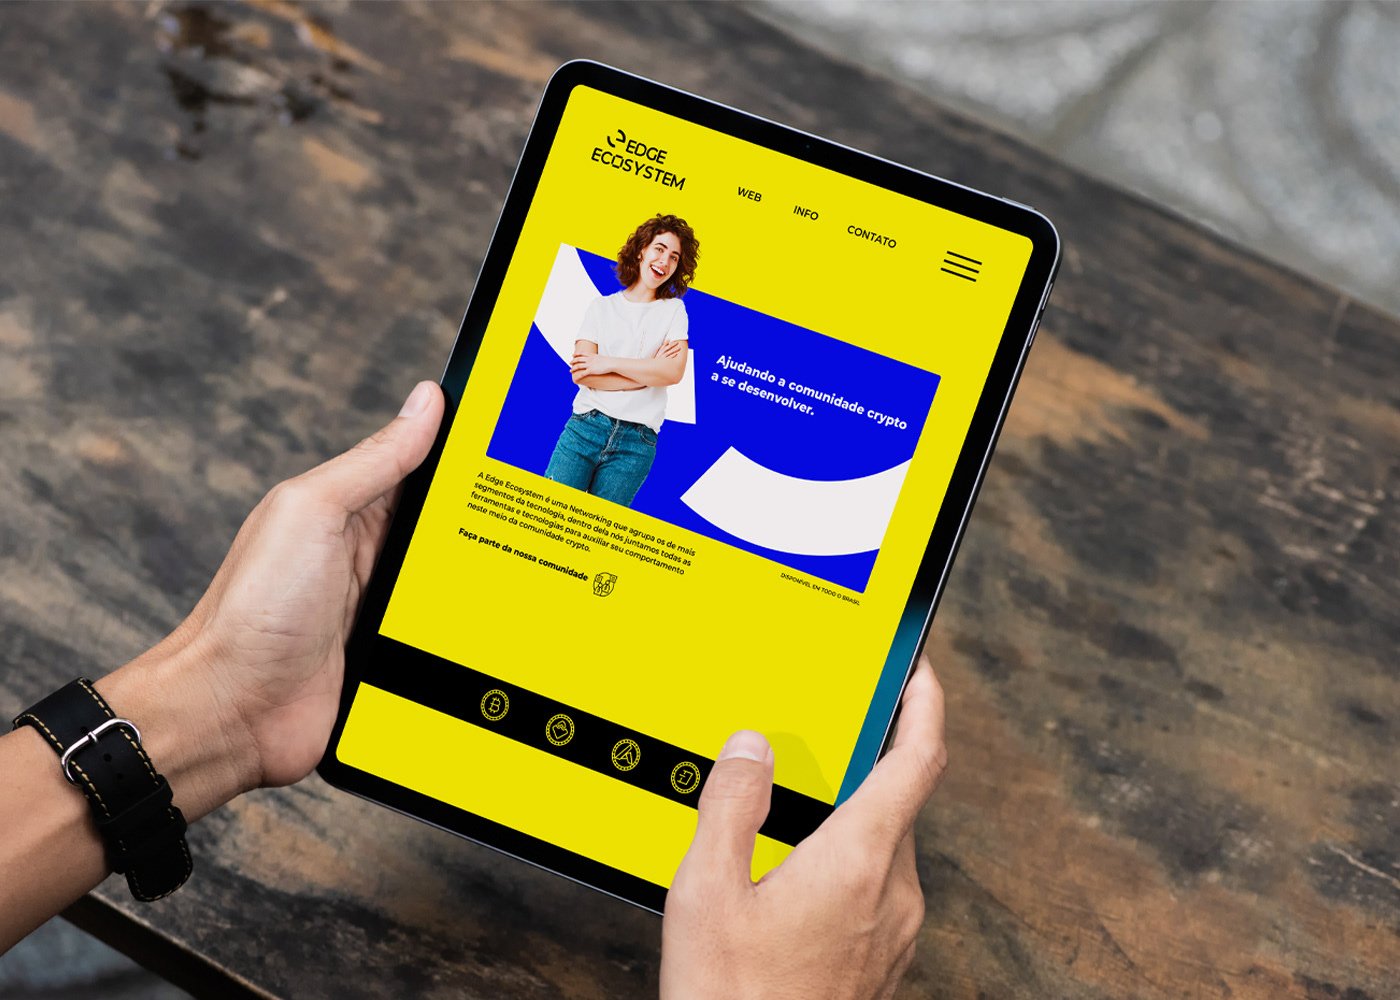 EDGE
ECOSYSTEM
WEB
INFO
CONTATO
Ajudando a comunidade crypto
a se desenvolver.
A Edge Ecosystem é uma Networking que agrupa os de mais
segmentos da tecnologia, dentro dela nós juntamos todas as
ferramentas e tecnologias para auxiliar seu comportamento
neste meio da comunidade crypto.
Faça parte da nossa comunidade
DISPONÍVEL EM TODO O BRASIL